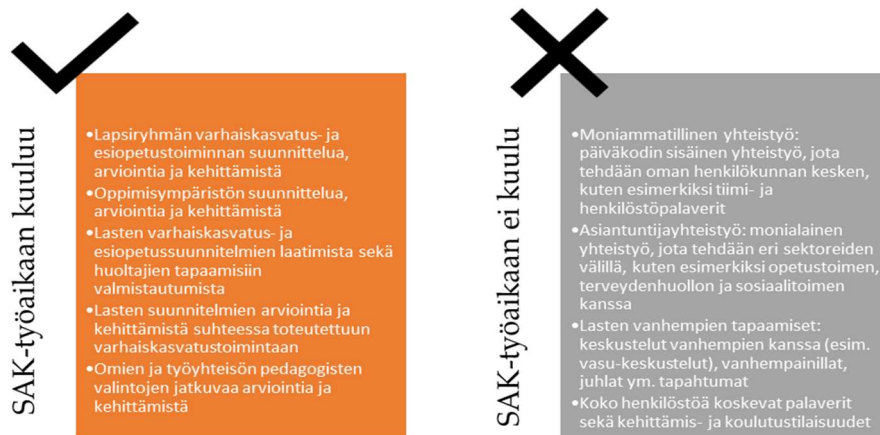 SAK-työaikaan kuuluu
•Lapsiryhmän varhaiskasvatus- ja
esiopetustoiminnan suunnittelua,
arviointia ja kehittämistä
•Oppimisympäristön suunnittelua,
arviointia ja kehittämistä
•Lasten varhaiskasvatus- ja
esiopetussuunnitelmien laatimista sekä
huoltajien tapaamisiin
valmistautumista
•Lasten suunnitelmien arviointia ja
kehittämistä suhteessa toteutettuun
varhaiskasvatustoimintaan
•Omien ja työyhteisön pedagogisten
valintojen jatkuvaa arviointia ja
kehittämistä
SAK-työaikaan ei kuulu
•Moniammatillinen yhteistyö:
päiväkodin sisäinen yhteistyö, jota
tehdään oman henkilökunnan kesken,
kuten esimerkiksi tiimi- ja
henkilöstöpalaverit
•Asiantuntijayhteistyö: monialainen
yhteistyö, jota tehdään eri sektoreiden
välillä, kuten esimerkiksi opetustoimen,
terveydenhuollon ja sosiaalitoimen
kanssa
•Lasten vanhempien tapaamiset:
keskustelut vanhempien kanssa (esim.
vasu-keskustelut), vanhempainillat,
juhlat ym. tapahtumat
•Koko henkilöstöä koskevat palaverit
sekä kehittämis- ja koulutustilaisuudet